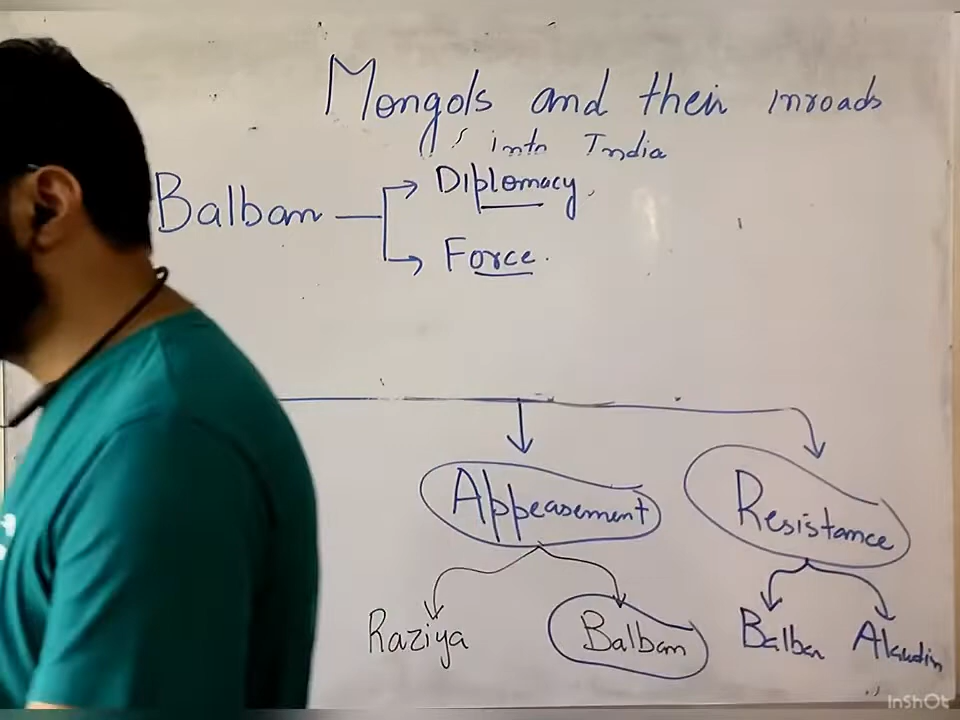 Mongols and their inroads
into India
Balban
Diplomacy.
Force.
Appeasement
Resistance
Raziya
Balban
Balban
Alaudin
InShOt